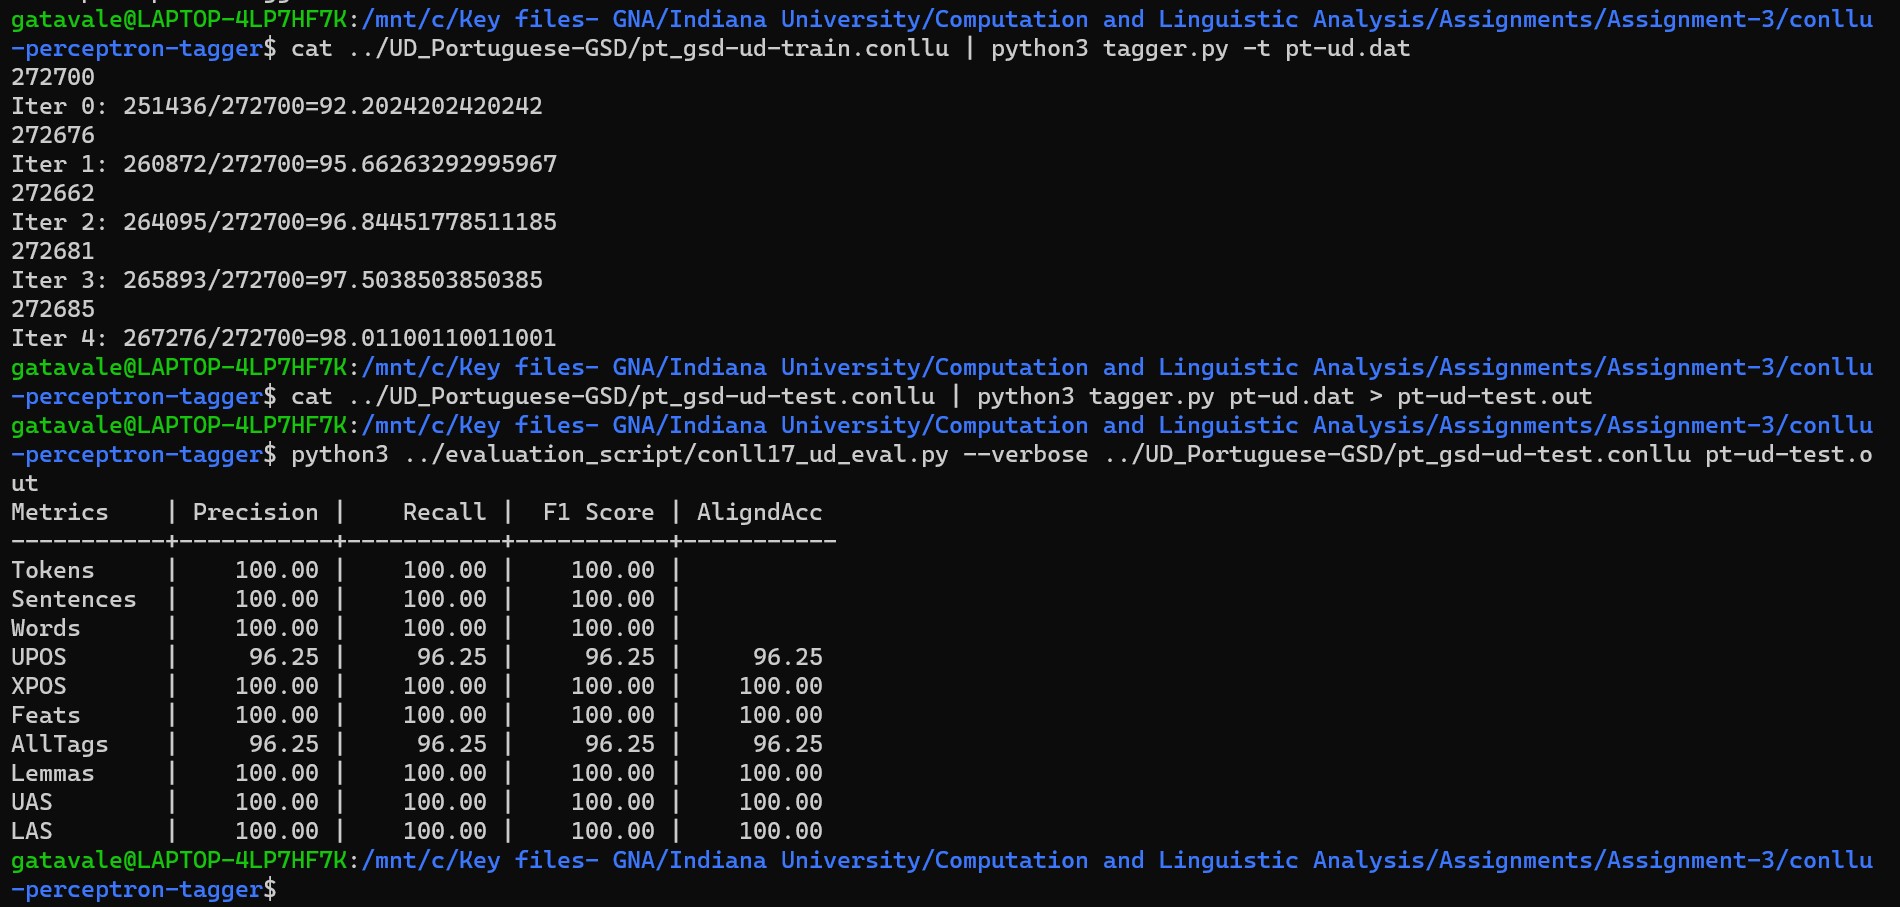 gatavale@LAPTOP-4LP7HF7K:/mnt/c/Key files- GNA/Indiana University/Computation and Linguistic Analysis/Assignments/Assignment-3/conllu
-perceptron-tagger$ cat ../UD_Portuguese-GSD/pt_gsd-ud-train.conllu | python3 tagger.py -t pt-ud.dat
272700
Iter 0: 251436/272700=92.2024202420242
272676
Iter 1: 260872/272700=95.66263292995967
272662
Iter 2: 264095/272700=96.84451778511185
272681
Iter 3: 265893/272700=97.5038503850385
272685
Iter 4: 267276/272700=98.01100110011001
gatavale@LAPTOP-4LP7HF7K:/mnt/c/Key files- GNA/Indiana University/Computation and Linguistic Analysis/Assignments/Assignment-3/conllu
-perceptron-tagger$ cat ../UD_Portuguese-GSD/pt_gsd-ud-test.conllu | python3 tagger.py pt-ud.dat > pt-ud-test.out
gatavale@LAPTOP-4LP7HF7K:/mnt/c/Key files- GNA/Indiana University/Computation and Linguistic Analysis/Assignments/Assignment-3/conllu
-perceptron-tagger$ python3 ../evaluation_script/conll17_ud_eval.py --verbose ../UD_Portuguese-GSD/pt_gsd-ud-test.conllu pt-ud-test.o
ut
Metrics    | Precision |    Recall |  F1 Score | AligndAcc
-----------+-----------+-----------+-----------+-----------
Tokens     |    100.00 |    100.00 |    100.00 |
Sentences  |    100.00 |    100.00 |    100.00 |
Words      |    100.00 |    100.00 |    100.00 |
UPOS       |     96.25 |     96.25 |     96.25 |     96.25
XPOS       |    100.00 |    100.00 |    100.00 |    100.00
Feats      |    100.00 |    100.00 |    100.00 |    100.00
AllTags    |     96.25 |     96.25 |     96.25 |     96.25
Lemmas     |    100.00 |    100.00 |    100.00 |    100.00
UAS        |    100.00 |    100.00 |    100.00 |    100.00
LAS        |    100.00 |    100.00 |    100.00 |    100.00
gatavale@LAPTOP-4LP7HF7K:/mnt/c/Key files- GNA/Indiana University/Computation and Linguistic Analysis/Assignments/Assignment-3/conllu
-perceptron-tagger$